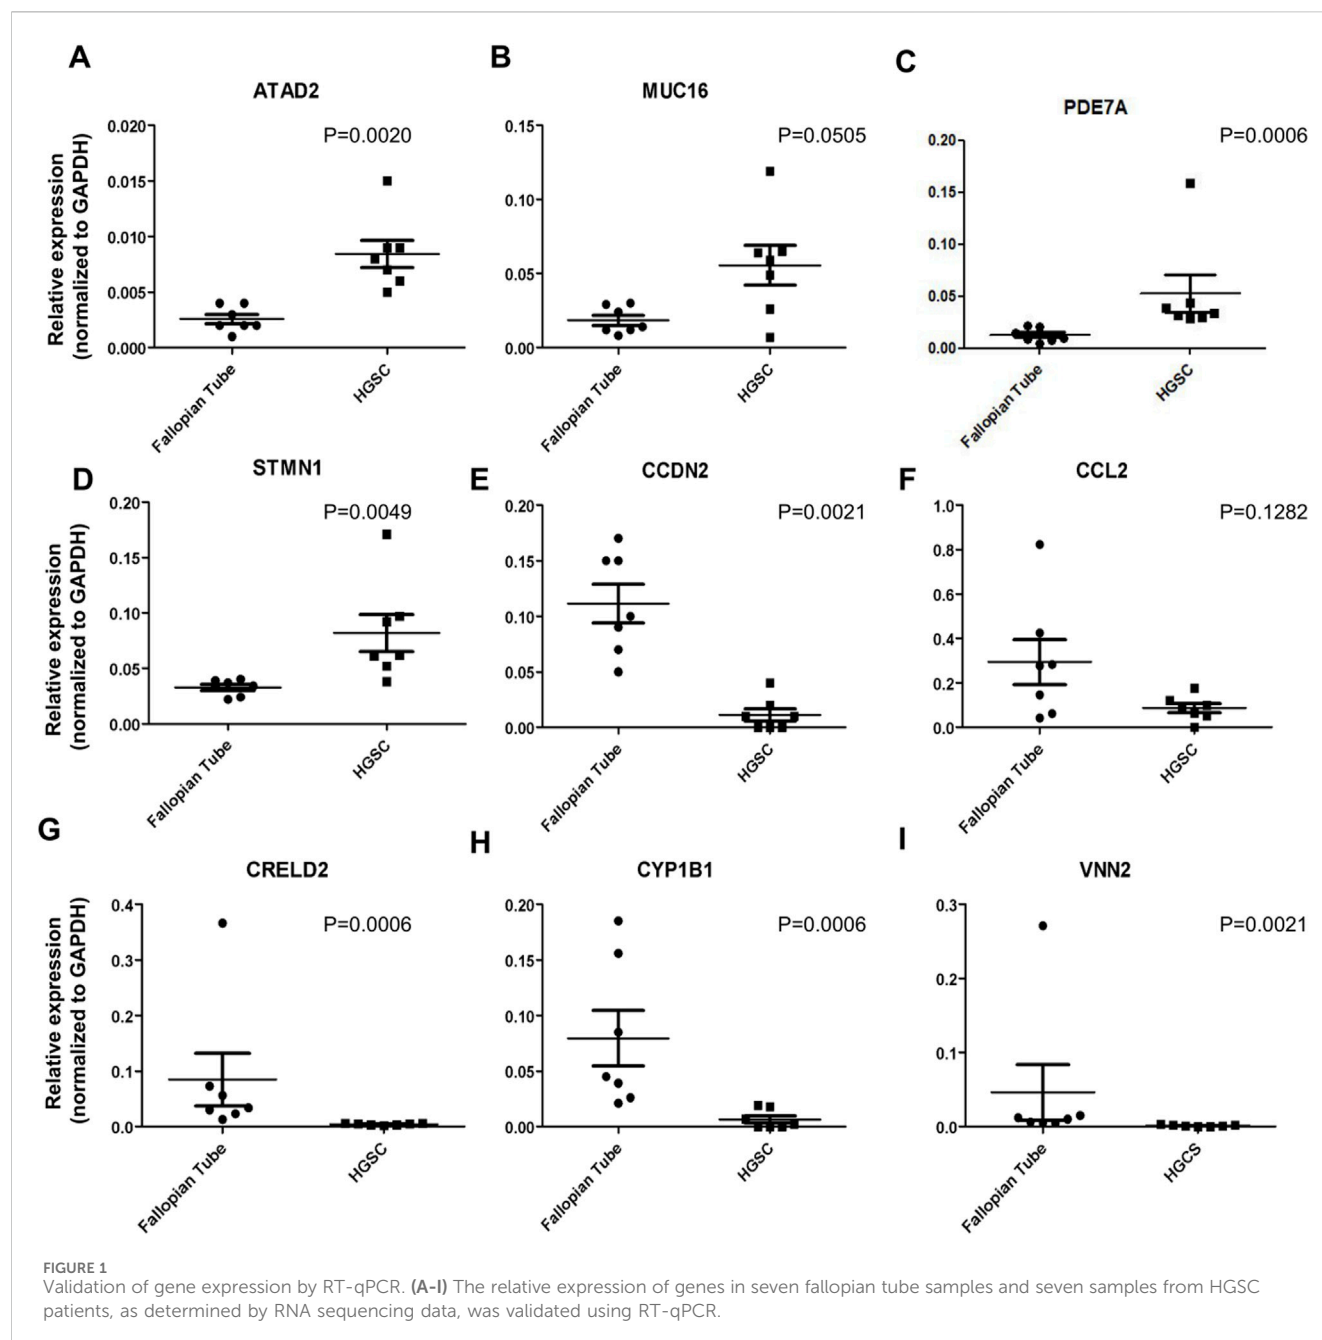 A
ATAD2
P=0.0020
Relative expression
(normalized to GAPDH)
0.020
0.015
0.010
0.005
0.000
Fallopian Tube
HGSC
B
MUC16
P=0.0505
0.15
0.10
0.05
0.00
Fallopian Tube
HGSC
C
PDE7A
P=0.0006
0.20
0.15
0.10
0.05
0.00
Fallopian Tube
HGSC
D
STMN1
P=0.0049
Relative expression
(normalized to GAPDH)
0.20
0.15
0.10
0.05
0.00
Fallopian Tube
HGSC
E
CCDN2
P=0.0021
0.20
0.15
0.10
0.05
0.00
Fallopian Tube
HGSC
F
CCL2
P=0.1282
1.0
0.8
0.6
0.4
0.2
0.0
Fallopian Tube
HGSC
G
CRELD2
P=0.0006
Relative expression
(normalized to GAPDH)
0.4
0.3
0.2
0.1
0.0
Fallopian Tube
HGSC
H
CYP1B1
P=0.0006
0.20
0.15
0.10
0.05
0.00
Fallopian Tube
HGSC
I
VNN2
P=0.0021
0.3
0.2
0.1
0.0
Fallopian Tube
HGCS
FIGURE 1
Validation of gene expression by RT-qPCR. (A-I) The relative expression of genes in seven fallopian tube samples and seven samples from HGSC
patients, as determined by RNA sequencing data, was validated using RT-qPCR.